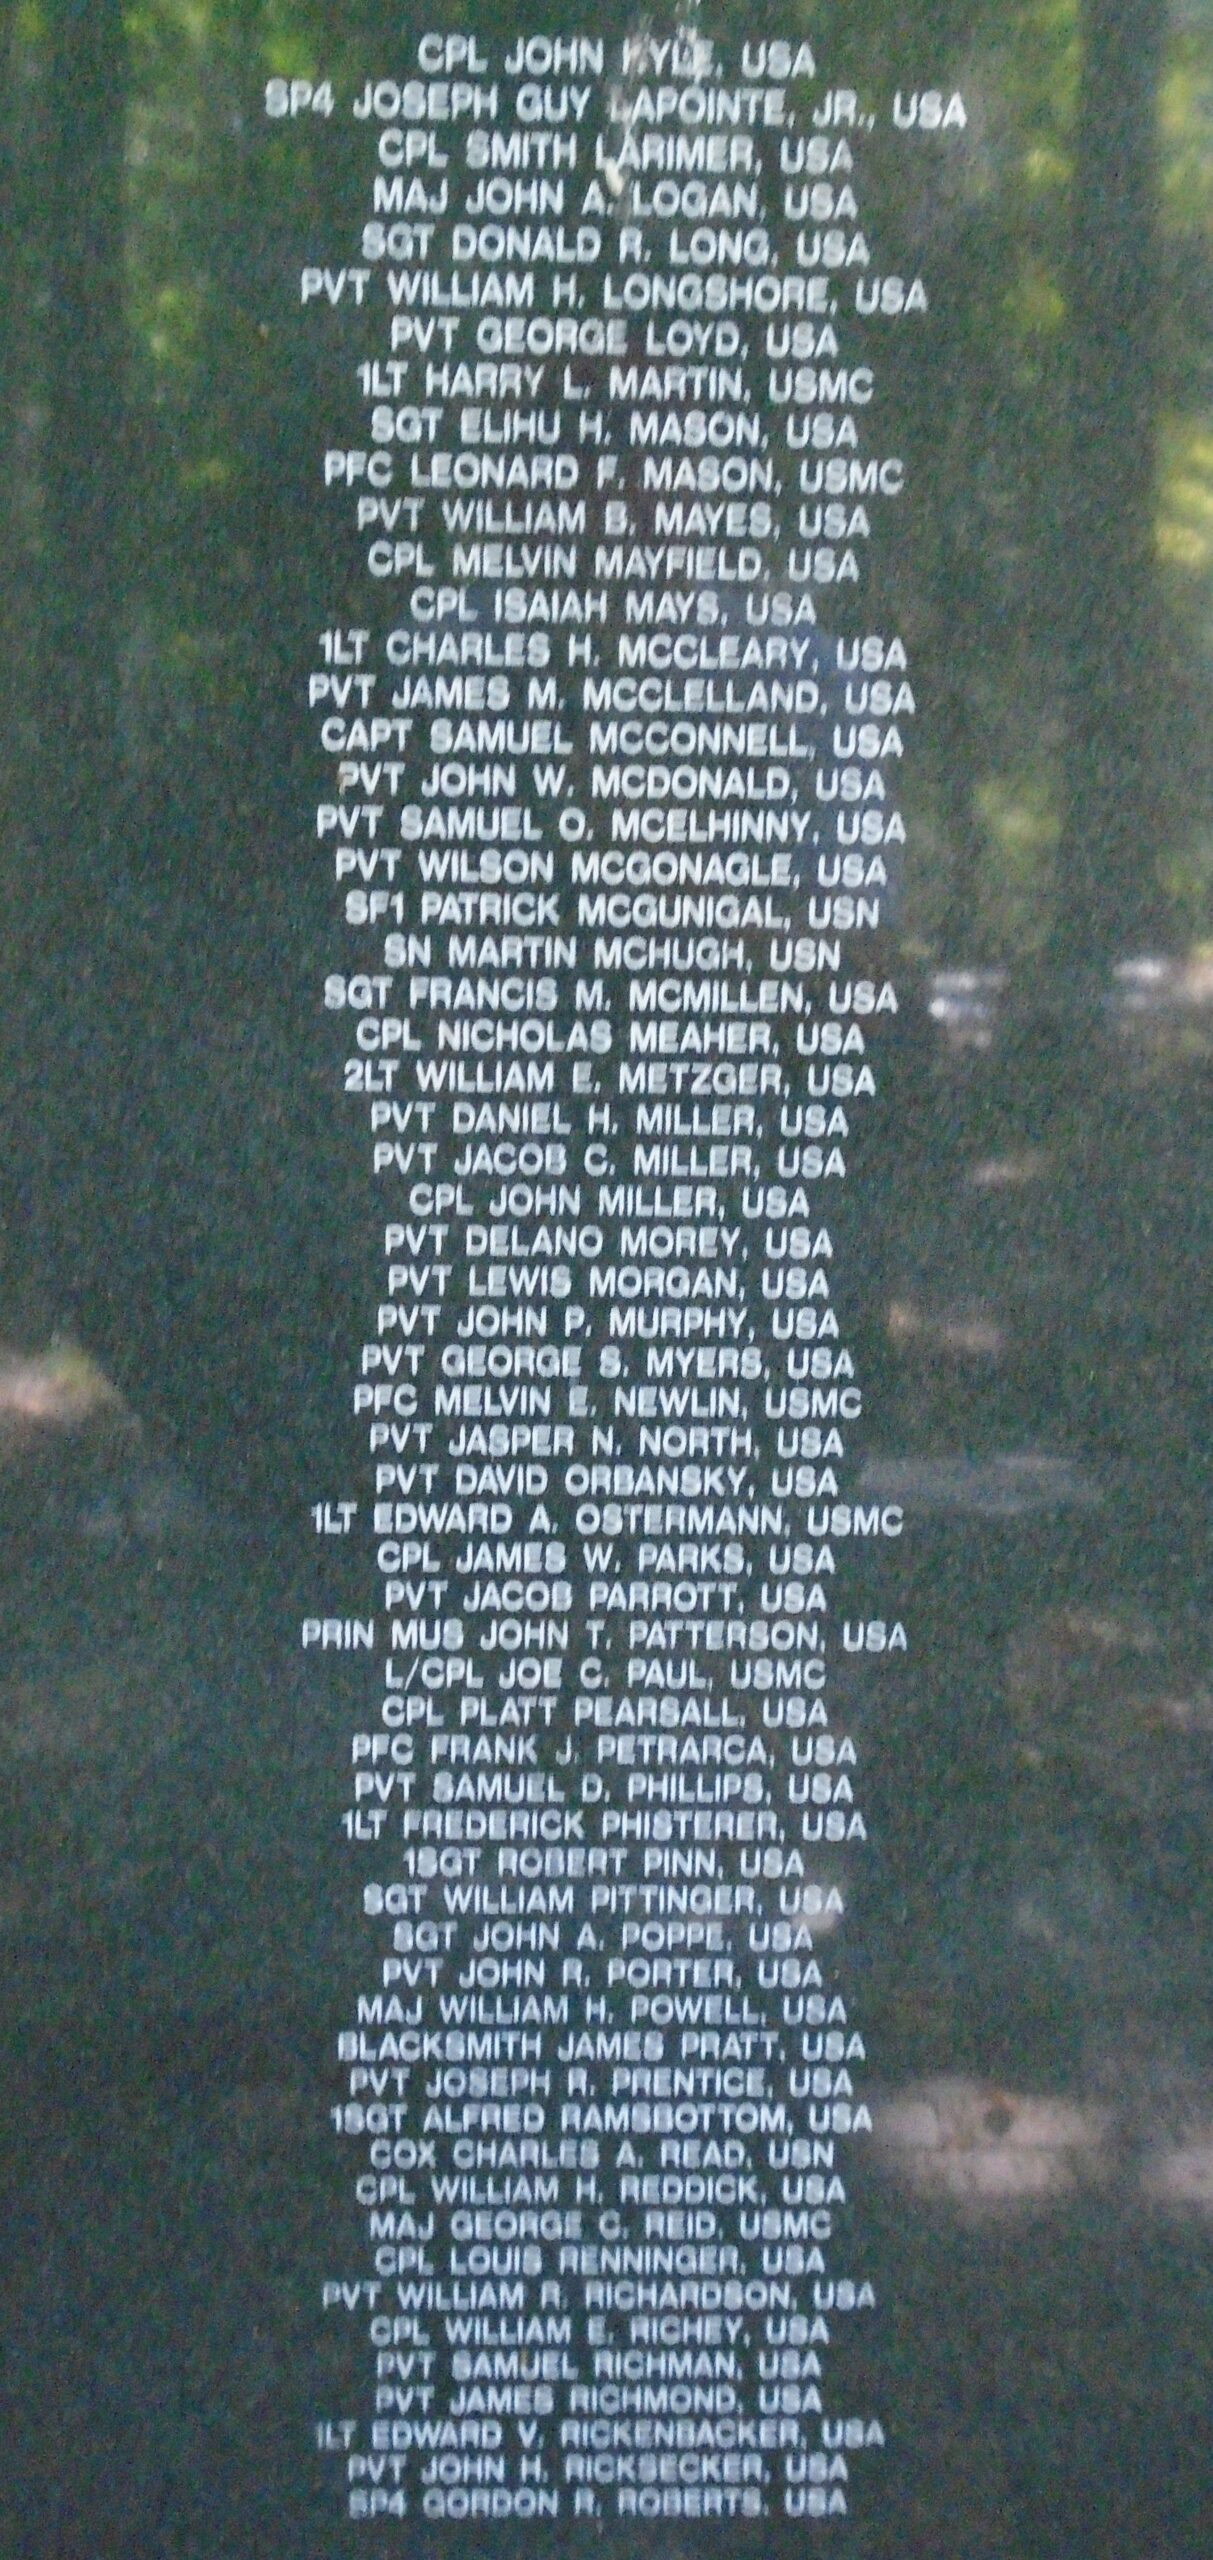 CPL JOHN KYLE, USA
SP4 JOSEPH GUY LAPOINTE, JR., USA
CPL SMITH LARIMER, USA
MAJ JOHN A. LOGAN, USA
SGT DONALD R. LONG, USA
PVT WILLIAM H. LONGSHORE, USA
PVT GEORGE LOYD, USA
1LT HARRY L. MARTIN, USMC
SGT ELIHU H. MASON, USA
PFC LEONARD F. MASON, USMC
PVT WILLIAM B. MAYES, USA
CPL MELVIN MAYFIELD, USA
CPL ISAIAH MAYS, USA
1LT CHARLES H. MCCLEARY, USA
PVT JAMES M. MCCLELLAND, USA
CAPT SAMUEL MCCONNELL, USA
PVT JOHN W. MCDONALD, USA
PVT SAMUEL O. MCELHINNY, USA
PVT WILSON MCGONAGLE, USA
SF1 PATRICK MCGUNIGAL, USN
SN MARTIN MCHUGH, USN
SGT FRANCIS M. MCMILLEN, USA
CPL NICHOLAS MEAHER, USA
2LT WILLIAM E. METZGER, USA
PVT DANIEL H. MILLER, USA
PVT JACOB C. MILLER, USA
CPL JOHN MILLER, USA
PVT DELANO MOREY, USA
PVT LEWIS MORGAN, USA
PVT JOHN P. MURPHY, USA
PVT GEORGE S. MYERS, USA
PFC MELVIN E. NEWLIN, USMC
PVT JASPER N. NORTH, USA
PVT DAVID ORBANSKY, USA
1LT EDWARD A. OSTERMANN, USMC
CPL JAMES W. PARKS, USA
PVT JACOB PARROTT, USA
PRIN MUS JOHN T. PATTERSON, USA
L/CPL JOE C. PAUL, USMC
CPL PLATT PEARSALL, USA
PFC FRANK J. PETRARCA, USA
PVT SAMUEL D. PHILLIPS, USA
1LT FREDERICK PHISTERER, USA
1SGT ROBERT PINN, USA
SGT WILLIAM PITTINGER, USA
SGT JOHN A. POPPE, USA
PVT JOHN R. PORTER, USA
MAJ WILLIAM H. POWELL, USA
BLACKSMITH JAMES PRATT, USA
PVT JOSEPH R. PRENTICE, USA
1SGT ALFRED RAMSBOTTOM, USA
COX CHARLES A. READ, USN
CPL WILLIAM H. REDDICK, USA
MAJ GEORGE C. REID, USMC
CPL LOUIS RENNINGER, USA
PVT WILLIAM R. RICHARDSON, USA
CPL WILLIAM E. RICHEY, USA
PVT SAMUEL RICHMAN, USA
PVT JAMES RICHMOND, USA
1LT EDWARD V. RICKENBACKER, USA
PVT JOHN H. RICKSECKER, USA
SP4 GORDON R. ROBERTS, USA